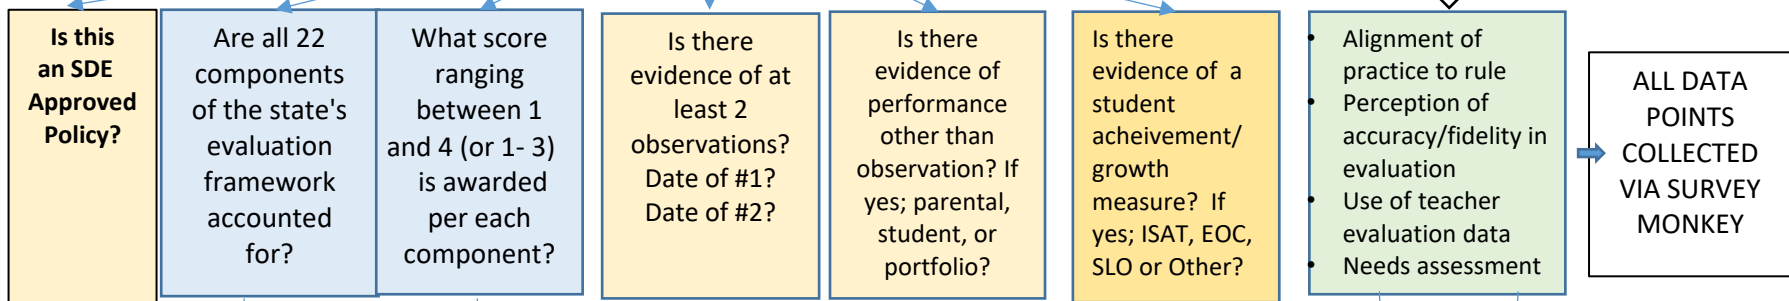 Is this
an SDE
Approved
Policy?
Are all 22
components
of the state's
evaluation
framework
accounted
for?
What score
ranging
between 1
and 4 (or 1- 3)
is awarded
per each
component?
Is there
evidence of at
least 2
observations?
Date of #1?
Date of #2?
Is there
evidence of
performance
other than
observation? If
yes; parental,
student, or
portfolio?
Is there
evidence of a
student
acheivement/
growth
measure? If
yes; ISAT, EOC,
SLO or Other?
• Alignment of
practice to rule
• Perception of
accuracy/fidelity in
evaluation
• Use of teacher
evaluation data
• Needs assessment
ALL DATA
POINTS
COLLECTED
VIA SURVEY
MONKEY